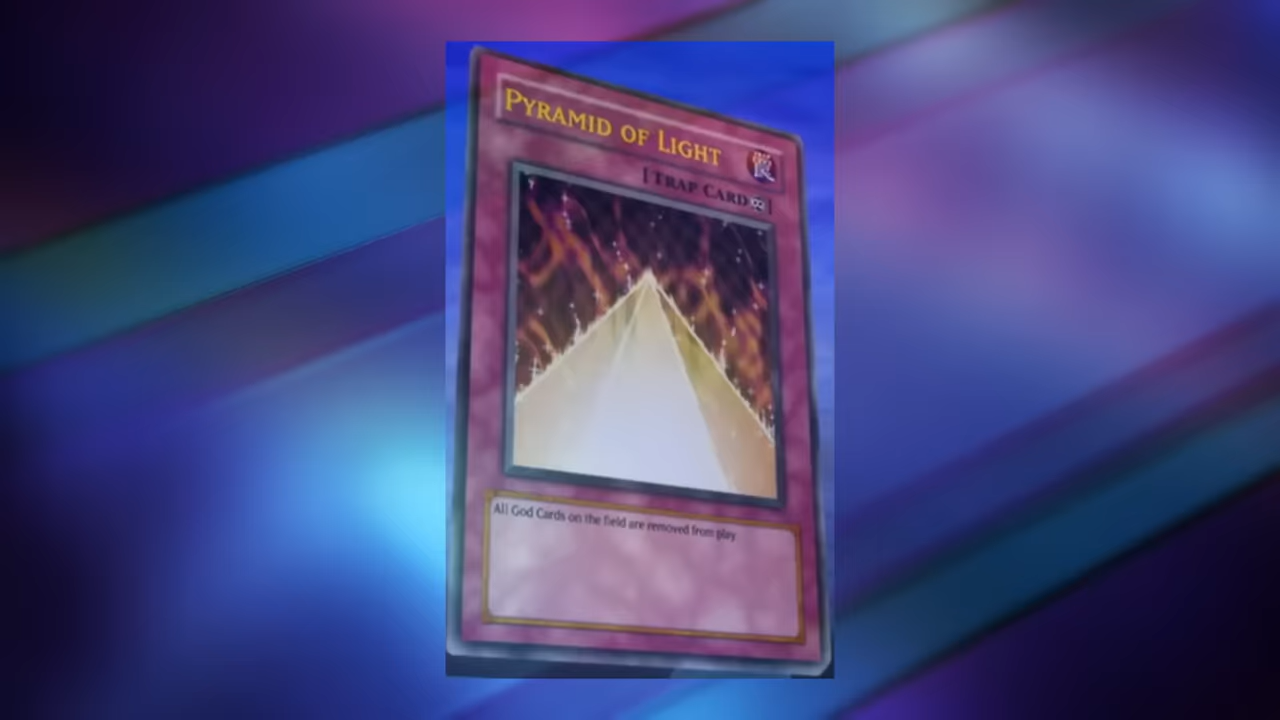 Pyramid of Light
[Trap Card∞]
All God Cards on the field are removed from play